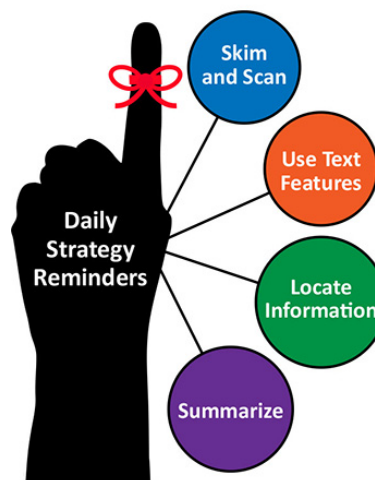 Skim
and Scan
Use Text
Features
Daily
Strategy
Reminders
Locate
Information
Summarize